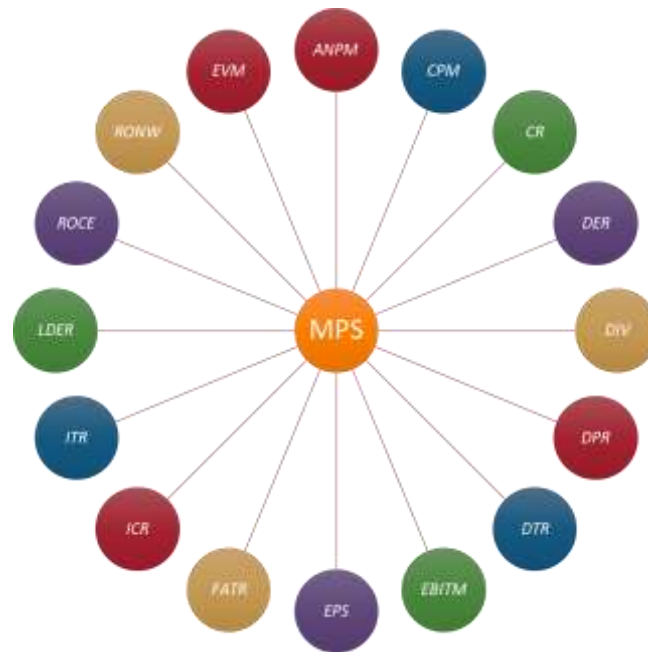 ANPM
CPM
CR
DER
DIV
DPR
DTR
EBITM
EPS
FATR
ICR
ITR
LDER
ROCE
RONW
EVM
MPS